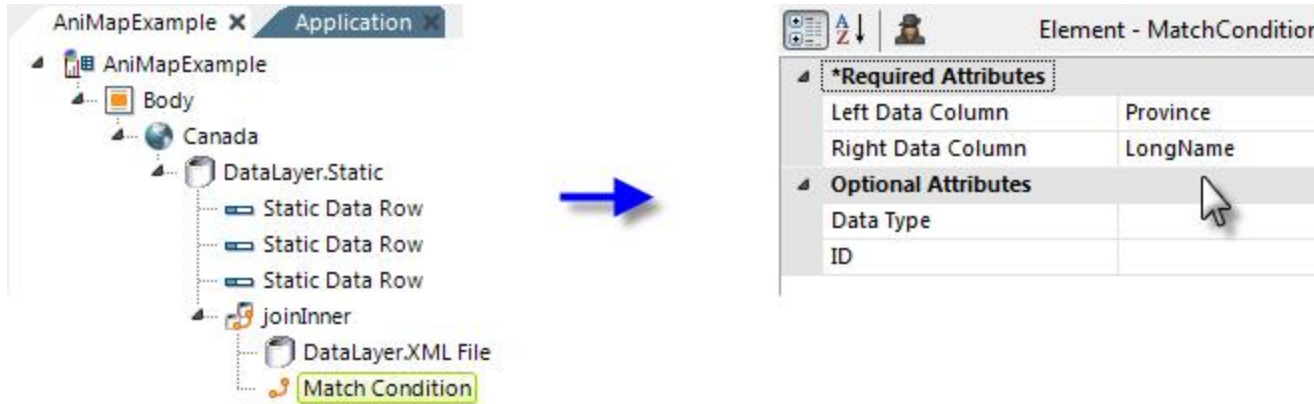 AniMapExample
Application
AniMapExample
Body
Canada
DataLayer.Static
Static Data Row
Static Data Row
Static Data Row
joinInner
DataLayer.XML File
Match Condition
A
Z
Element - MatchCondition
*Required Attributes
Left Data Column Province
Right Data Column LongName
Optional Attributes
Data Type
ID